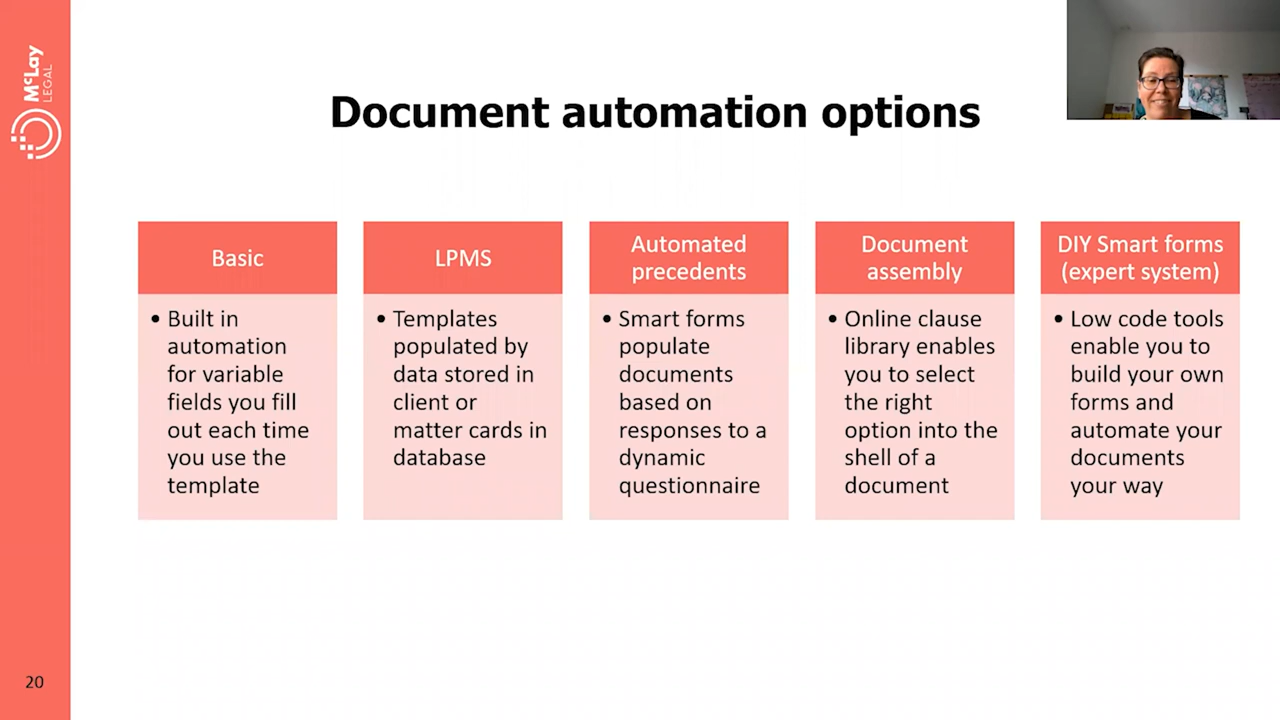 McLay
LEGAL
Document automation options
Basic
• Built in
automation
for variable
fields you fill
out each time
you use the
template
LPMS
• Templates
populated by
data stored in
client or
matter cards in
database
Automated
precedents
• Smart forms
populate
documents
based on
responses to a
dynamic
questionnaire
Document
assembly
• Online clause
library enables
you to select
the right
option into the
shell of a
document
DIY Smart forms
(expert system)
• Low code tools
enable you to
build your own
forms and
automate your
documents
your way
20